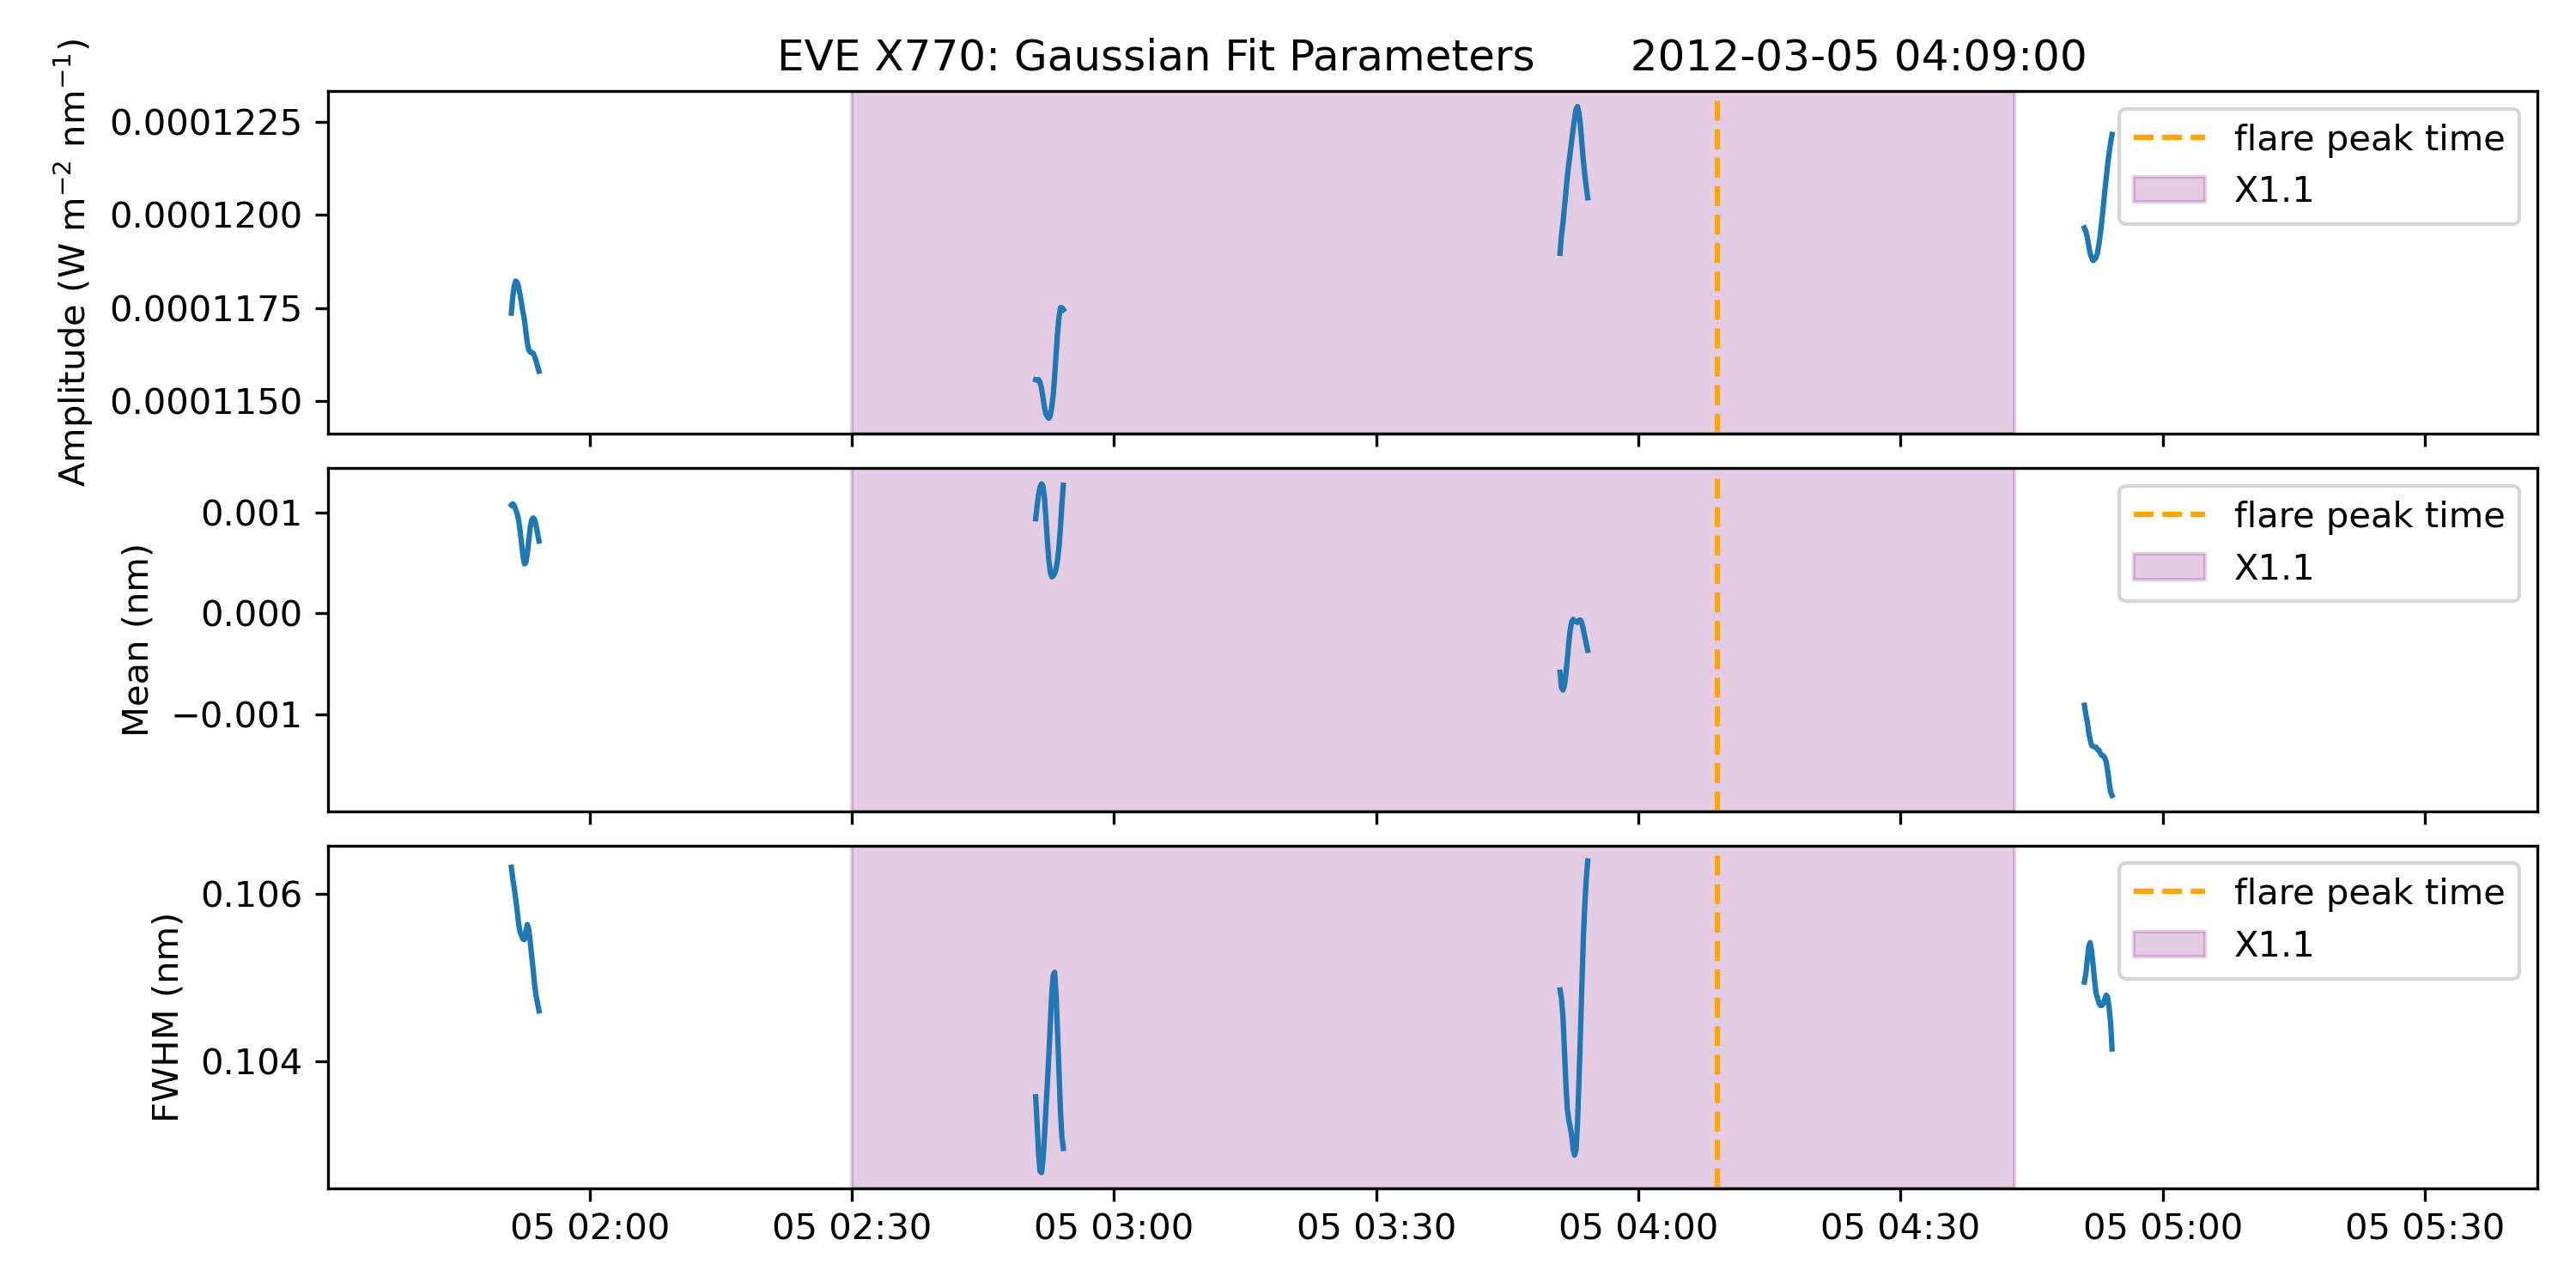 EVE X770: Gaussian Fit Parameters 2012-03-05 04:09:00
Amplitude (W m⁻² nm⁻¹)
0.0001225
0.0001200
0.0001175
0.0001150
flare peak time
X1.1
Mean (nm)
0.001
0.000
−0.001
flare peak time
X1.1
FWHM (nm)
0.106
0.104
flare peak time
X1.1
05 02:00 05 02:30 05 03:00 05 03:30 05 04:00 05 04:30 05 05:00 05 05:30